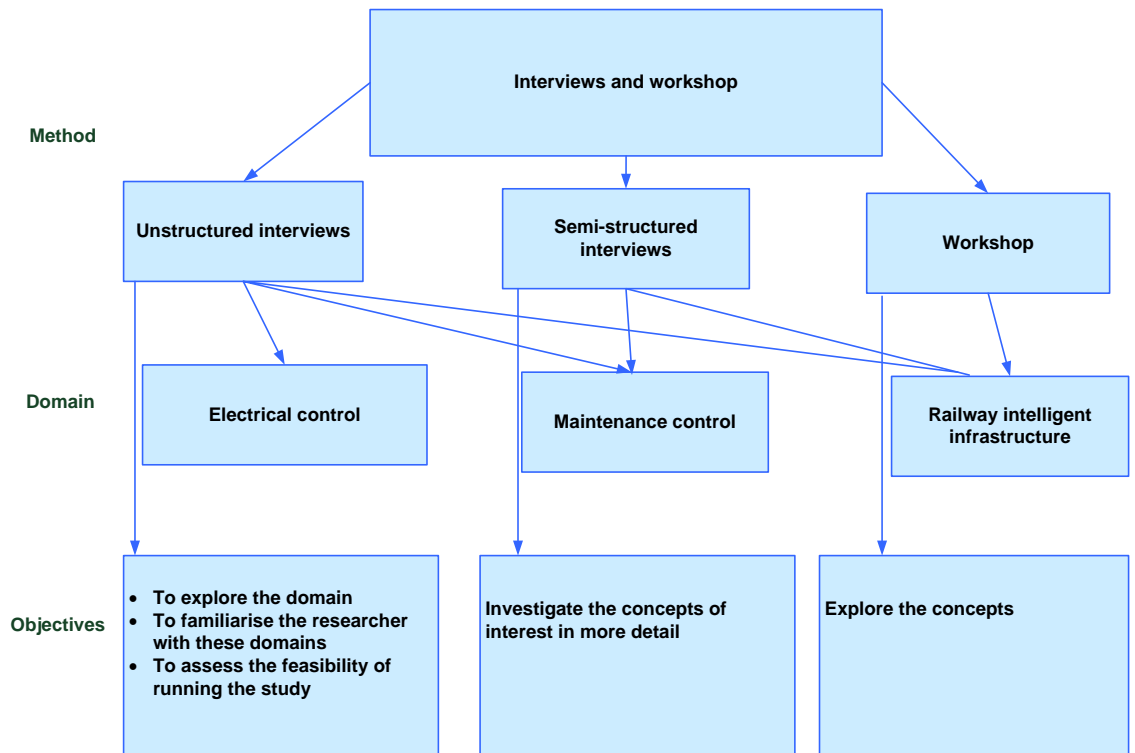 Interviews and workshop
Method
Unstructured interviews
Semi-structured
interviews
Workshop
Domain
Electrical control
Maintenance control
Railway intelligent
infrastructure
Objectives
• To explore the domain
• To familiarise the researcher
with these domains
• To assess the feasibility of
running the study
Investigate the concepts of
interest in more detail
Explore the concepts